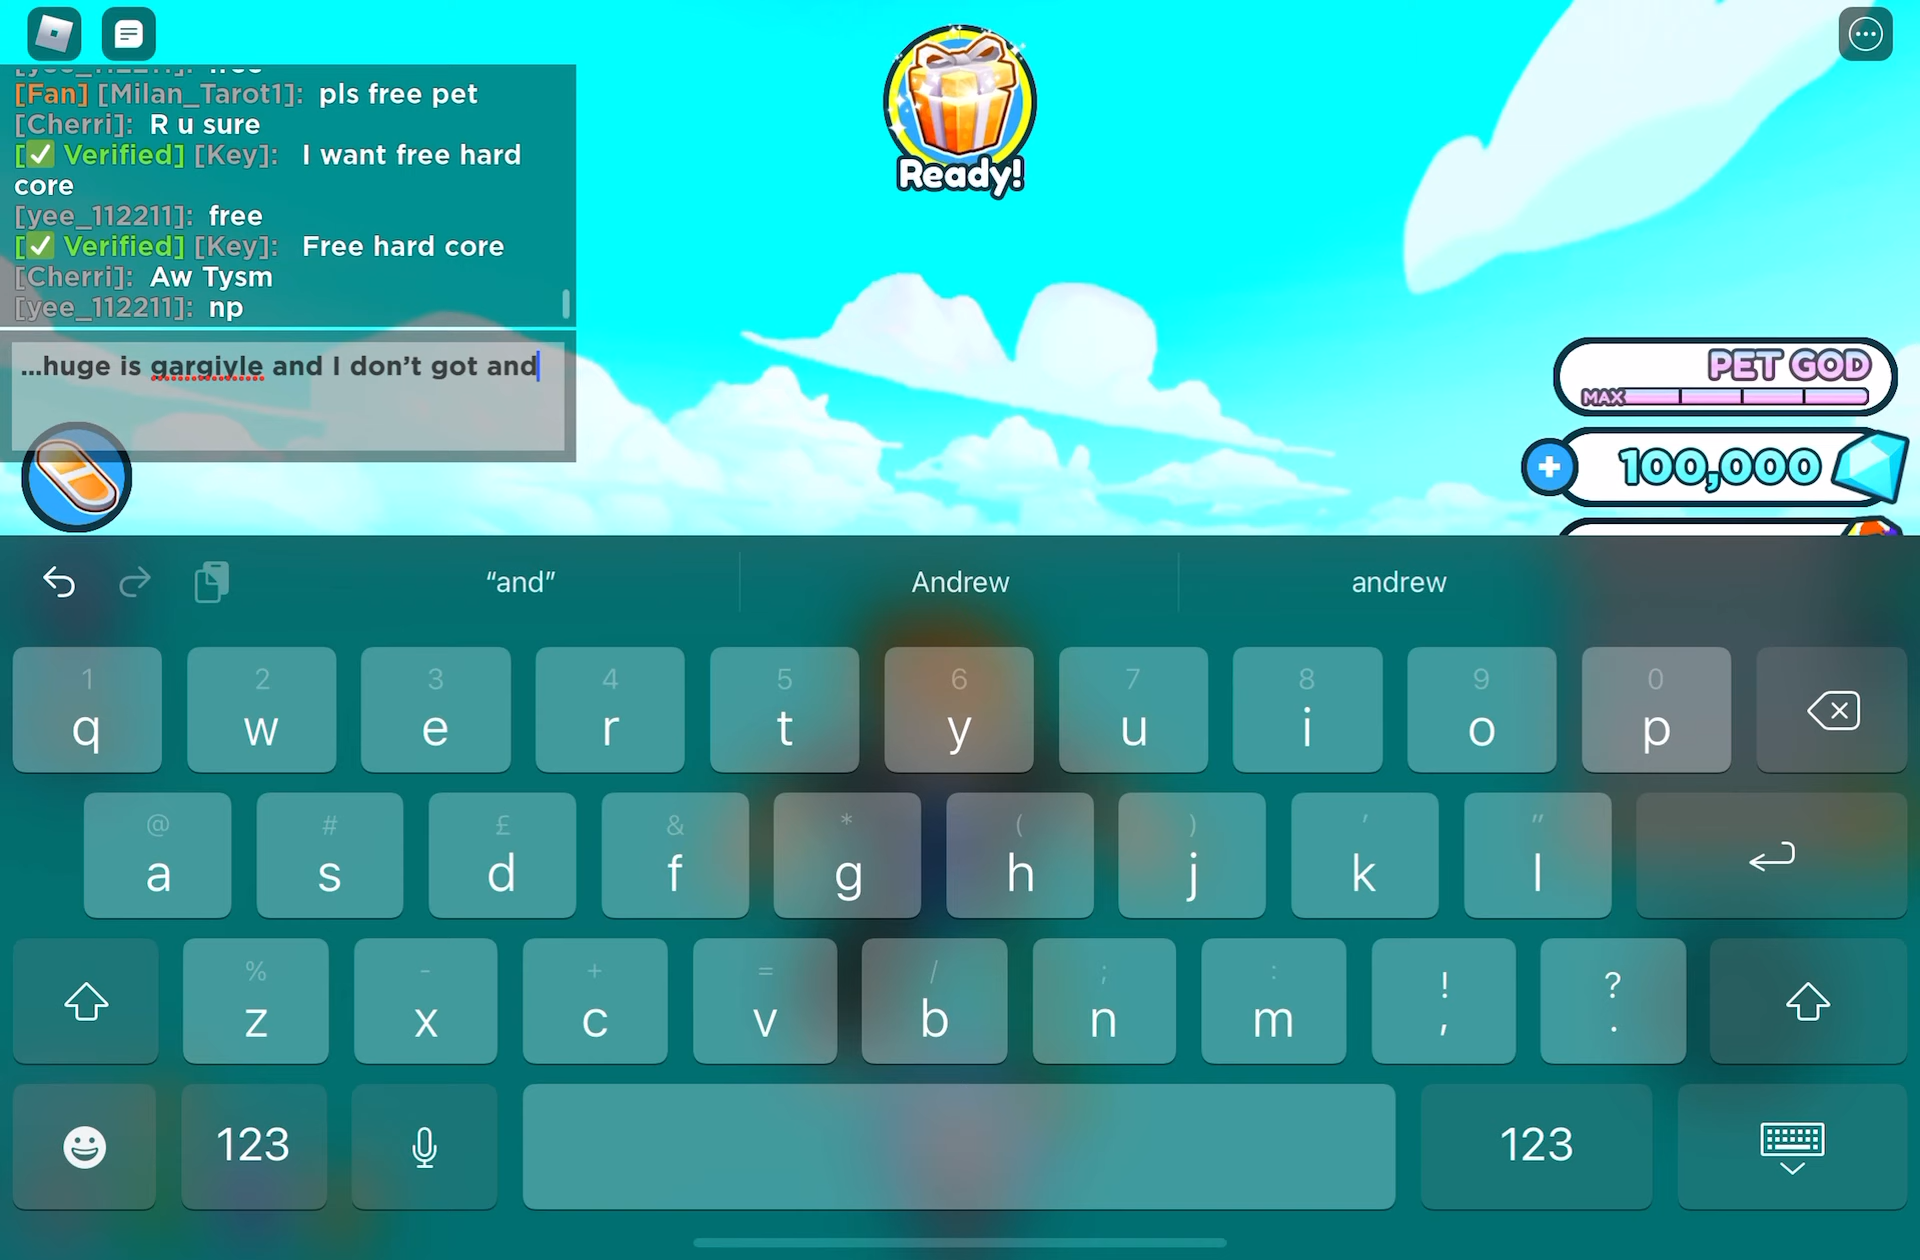 [yee_112211]: free
[Fan] [Milan_Tarot1]: pls free pet
[Cherri]: R u sure
[✅ Verified] [Key]: I want free hard
core
[yee_112211]: free
[✅ Verified] [Key]: Free hard core
[Cherri]: Aw Tysm
[yee_112211]: np
...huge is gargiyle and I don't got and
Ready!
PET GOD
MAX
100,000
“and” Andrew andrew
1 2 3 4 5 6 7 8 9 0
q w e r t y u i o p
@ # £ & * ( ) ' "
a s d f g h j k l
% - + = / ; : ! ?
z x c v b n m , .
123 123